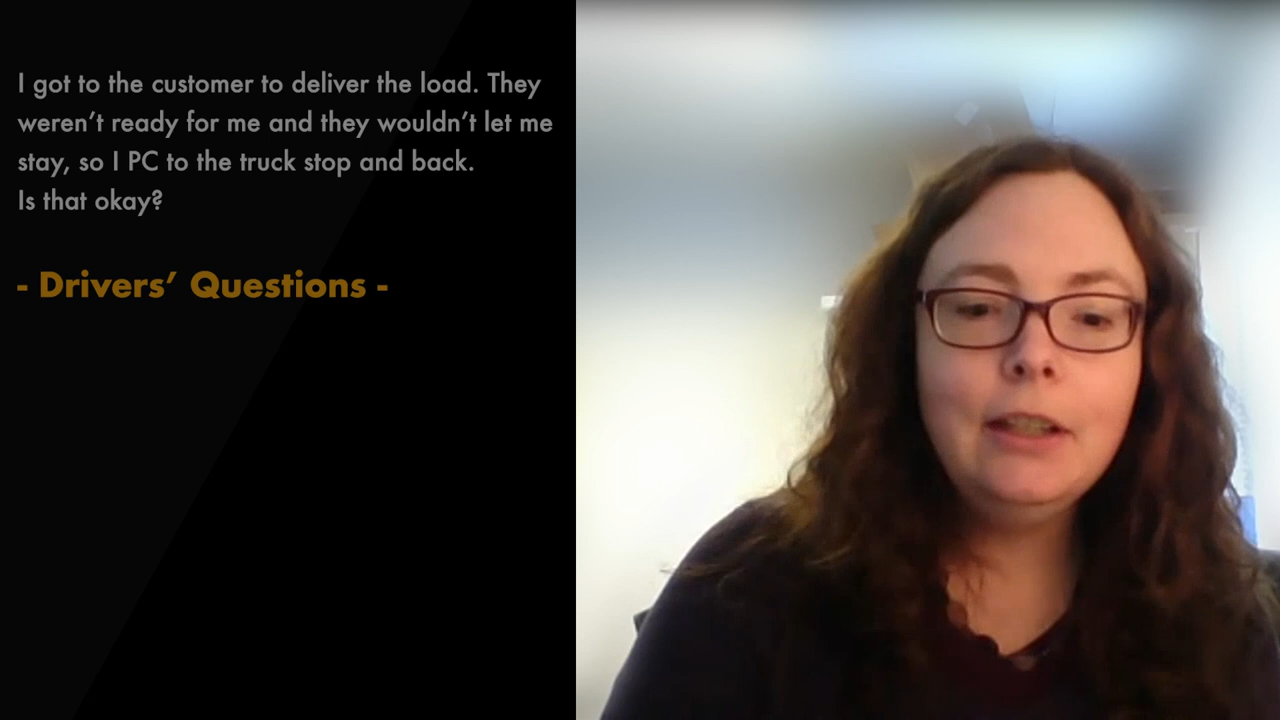 I got to the customer to deliver the load. They
weren’t ready for me and they wouldn’t let me
stay, so I PC to the truck stop and back.
Is that okay?
- Drivers’ Questions -